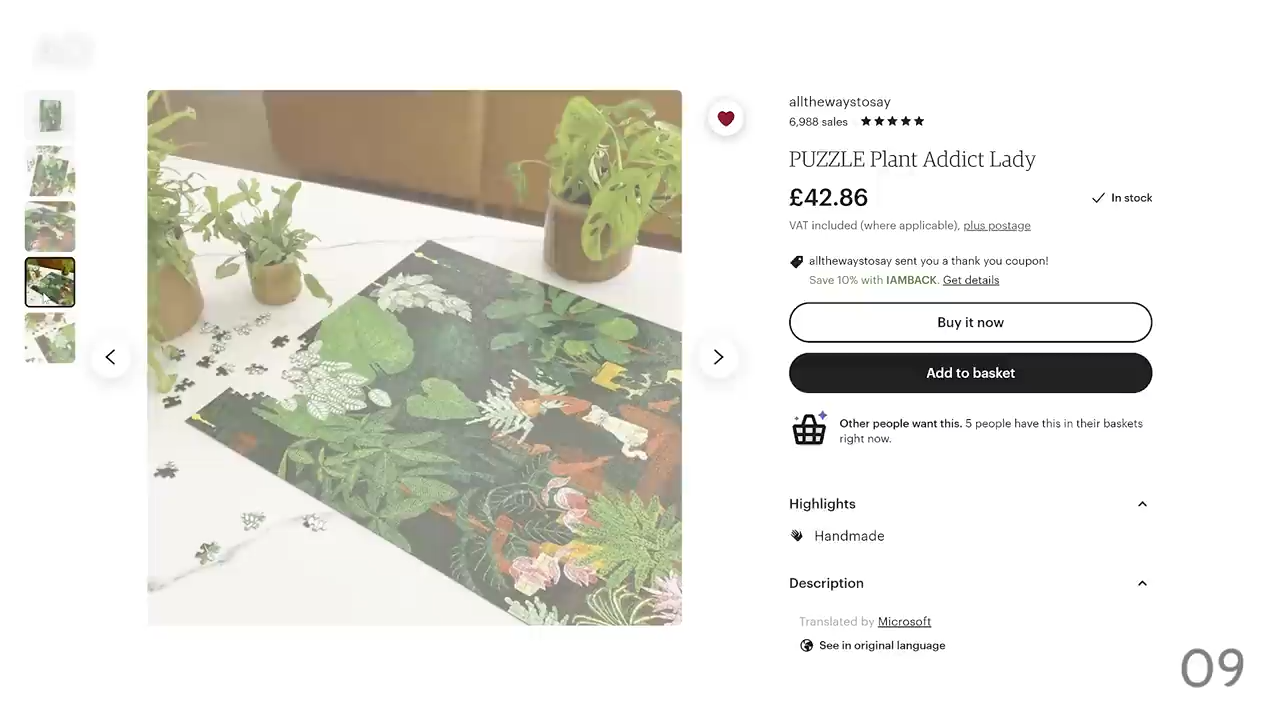 allthewaystosay
6,988 sales ★★★★★
PUZZLE Plant Addict Lady
£42.86
In stock
VAT included (where applicable), plus postage
allthewaystosay sent you a thank you coupon!
Save 10% with IAMBACK. Get details
Buy it now
Add to basket
Other people want this. 5 people have this in their baskets
right now.
Highlights
Handmade
Description
Translated by Microsoft
See in original language
09